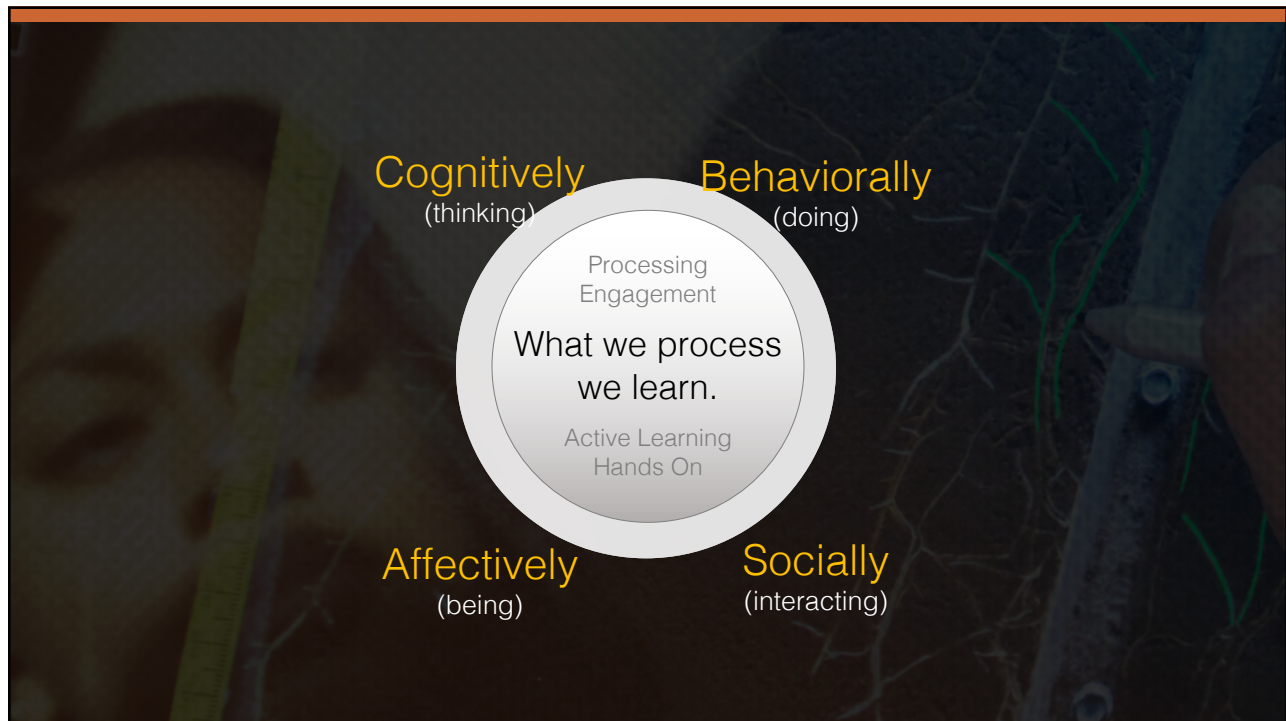 Cognitively
(thinking)
Behaviorally
(doing)
Processing
Engagement
What we process
we learn.
Active Learning
Hands On
Affectively
(being)
Socially
(interacting)